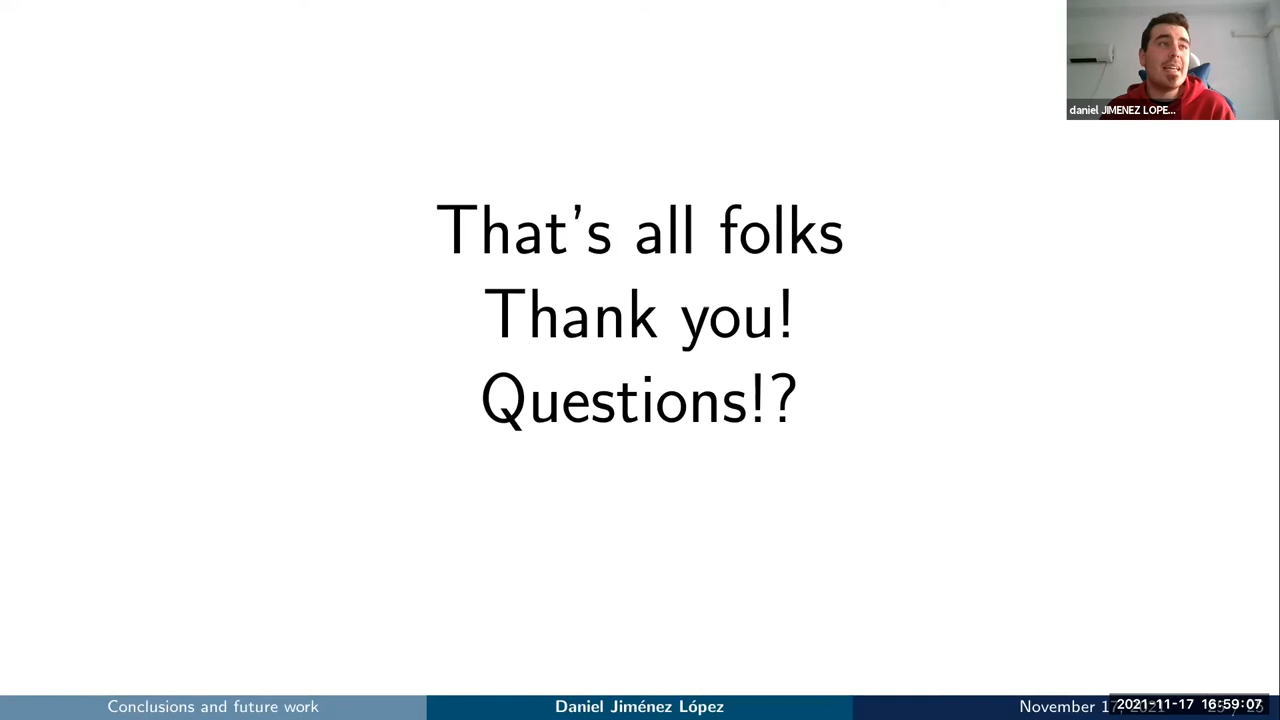 daniel JIMENEZ LOPE...
That's all folks
Thank you!
Questions!?
Conclusions and future work
Daniel Jiménez López
November 17
2021-11-17 16:59:07